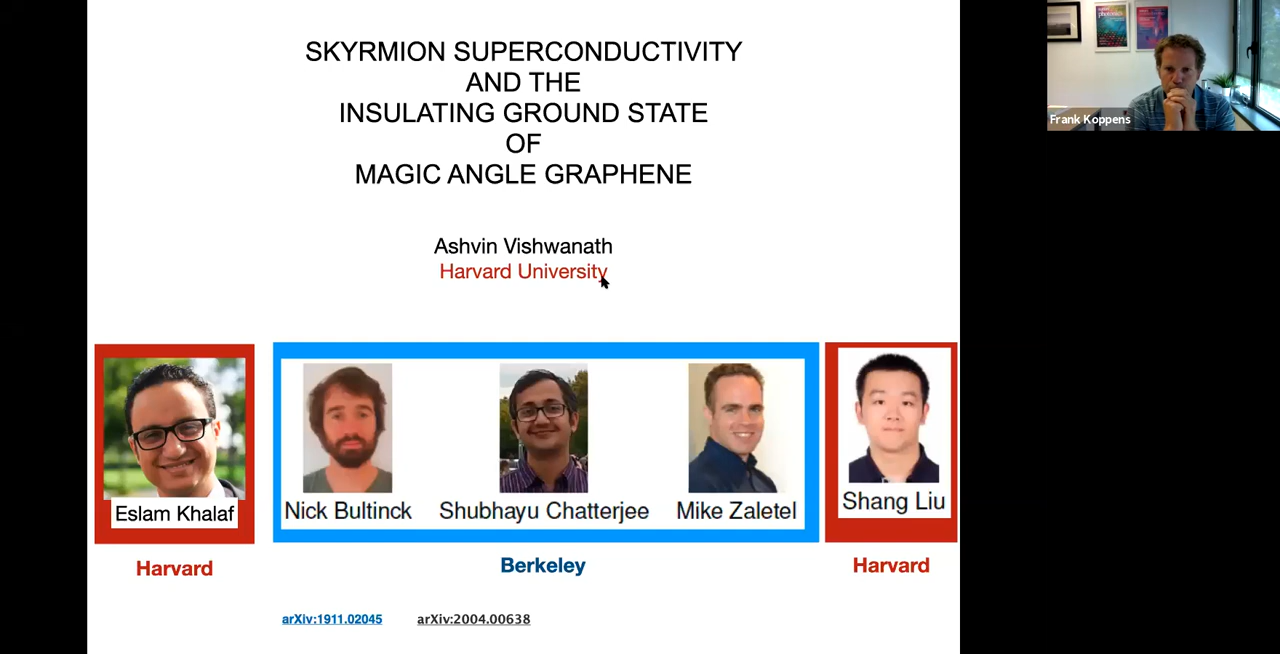 SKYRMION SUPERCONDUCTIVITY
AND THE
INSULATING GROUND STATE
OF
MAGIC ANGLE GRAPHENE
Ashvin Vishwanath
Harvard University
Eslam Khalaf
Nick Bultinck
Shubhayu Chatterjee
Mike Zaletel
Shang Liu
Harvard
Berkeley
Harvard
arXiv:1911.02045
arXiv:2004.00638
Frank Koppens
photonics